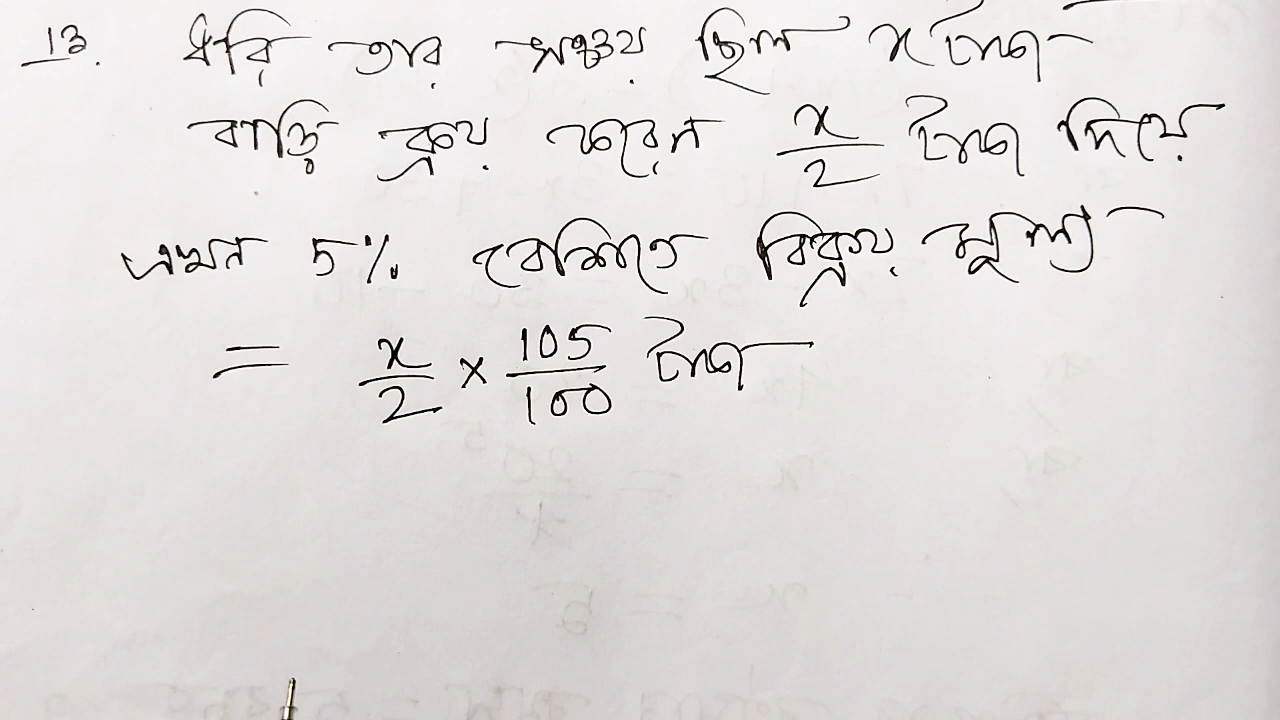 13. ধরি তার সঞ্চয় ছিল x টাকা
বাড়ি ক্রয় করেন x/2 টাকা দিয়ে
এখন 5% বেশিতে বিক্রয় মূল্য
= x/2 × 105/100 টাকা